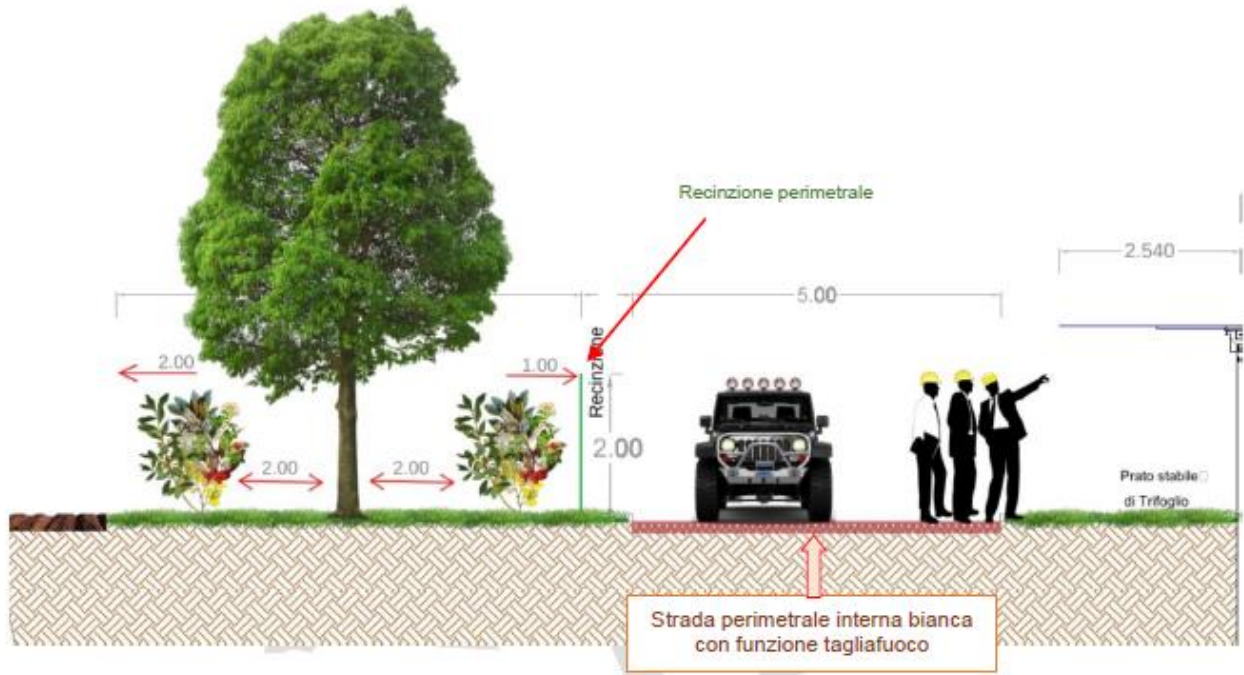 Recinzione perimetrale
2.540
5.00
2.00
1.00
Recinzione
2.00
2.00
2.00
Prato stabile
di Trifoglio
Strada perimetrale interna bianca
con funzione tagliafuoco